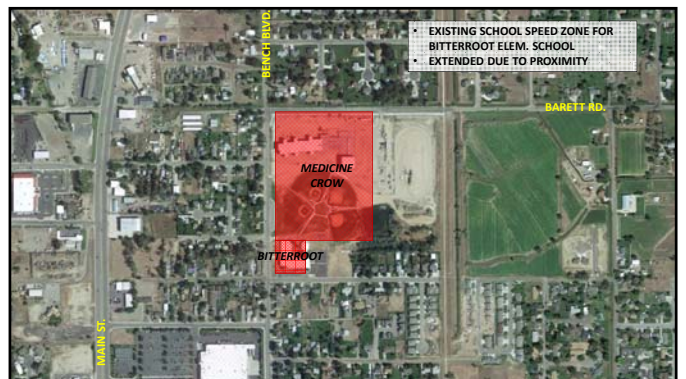 • EXISTING SCHOOL SPEED ZONE FOR
BITTERROOT ELEM. SCHOOL
• EXTENDED DUE TO PROXIMITY
BENCH BLVD.
BARETT RD.
MEDICINE
CROW
BITTERROOT
MAIN ST.